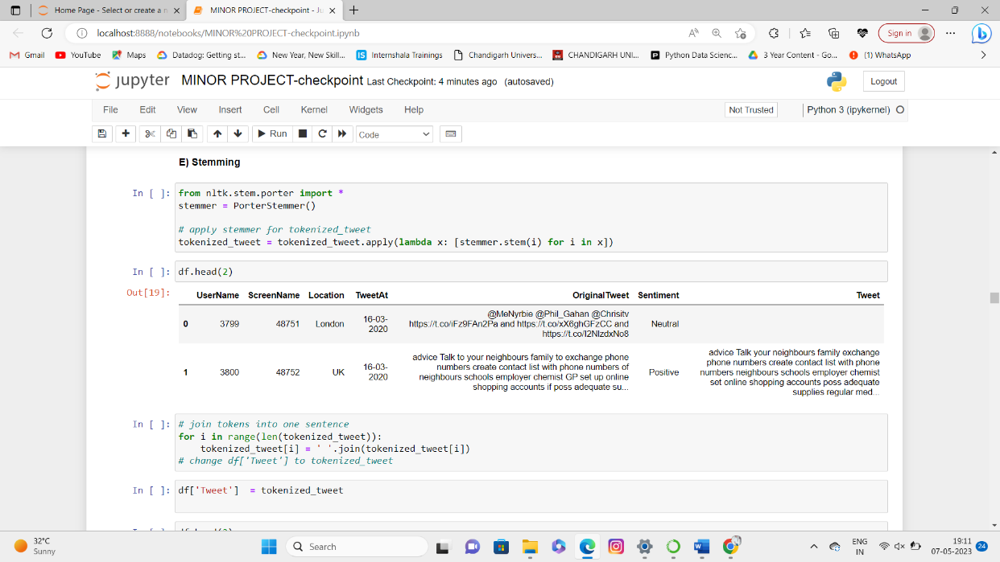 Home Page - Select or create a n
MINOR PROJECT-checkpoint - Ju
localhost:8888/notebooks/MINOR%20PROJECT-checkpoint.ipynb
Sign in
Gmail
YouTube
Maps
Datadog: Getting st...
New Year, New Skill...
IS Internshala Trainings
Chandigarh Univers...
CHANDIGARH UNI...
Python Data Scienc...
3 Year Content - Go...
(1) WhatsApp
jupyter MINOR PROJECT-checkpoint Last Checkpoint: 4 minutes ago (autosaved)
Logout
File Edit View Insert Cell Kernel Widgets Help
Not Trusted
Python 3 (ipykernel)
Run
Code
E) Stemming
In [ ]: from nltk.stem.porter import *
stemmer = PorterStemmer()
# apply stemmer for tokenized_tweet
tokenized_tweet = tokenized_tweet.apply(lambda x: [stemmer.stem(i) for i in x])
In [ ]: df.head(2)
Out[19]:
UserName ScreenName Location TweetAt OriginalTweet Sentiment Tweet
0 3799 48751 London 16-03-2020 @MeNyrbie @Phil_Gahan @Chrisitv
https://t.co/iFz9FAn2Pa and https://t.co/xX6ghGFzCC and
https://t.co/I2NlzdxNo8 Neutral
1 3800 48752 UK 16-03-2020 advice Talk to your neighbours family to exchange phone
numbers create contact list with phone numbers of
neighbours schools employer chemist GP set up online
shopping accounts if poss adequate su... Positive
advice Talk your neighbours family exchange
phone numbers create contact list with phone
numbers neighbours schools employer chemist
set online shopping accounts poss adequate
supplies regular med...
In [ ]: # join tokens into one sentence
for i in range(len(tokenized_tweet)):
tokenized_tweet[i] = ' '.join(tokenized_tweet[i])
# change df['Tweet'] to tokenized_tweet
In [ ]: df['Tweet'] = tokenized_tweet
32°C
Sunny
Search
ENG
IN
19:11
07-05-2023
24